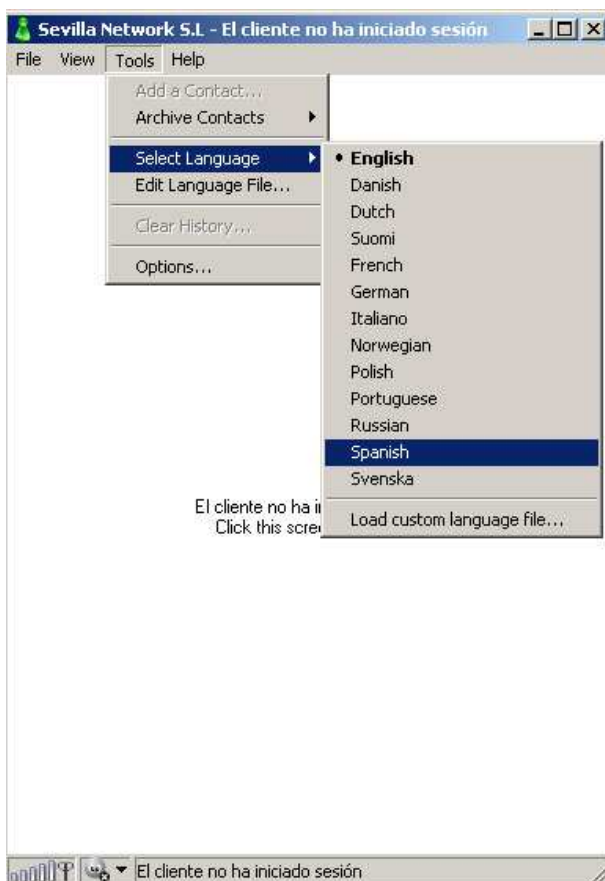 Sevilla Network S.L - El cliente no ha iniciado sesión
File View Tools Help
Add a Contact...
Archive Contacts
Select Language
Edit Language File...
Clear History...
Options...
English
Danish
Dutch
Suomi
French
German
Italiano
Norwegian
Polish
Portuguese
Russian
Spanish
Svenska
Load custom language file...
El cliente no ha i
Click this scree
El cliente no ha iniciado sesión